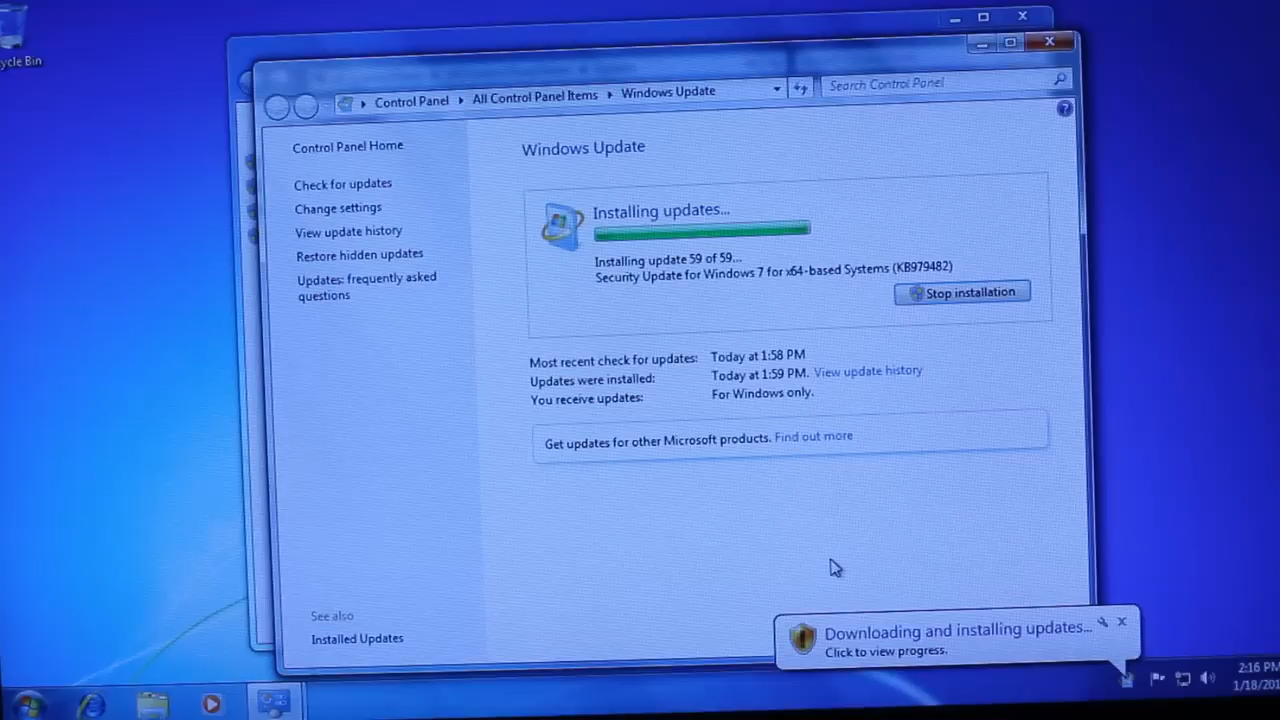 ycle Bin
Control Panel
All Control Panel Items
Windows Update
Search Control Panel
Control Panel Home
Check for updates
Change settings
View update history
Restore hidden updates
Updates: frequently asked
questions
Windows Update
Installing updates...
Installing update 59 of 59...
Security Update for Windows 7 for x64-based Systems (KB979482)
Stop installation
Most recent check for updates: Today at 1:58 PM
Updates were installed: Today at 1:59 PM. View update history
You receive updates: For Windows only.
Get updates for other Microsoft products. Find out more
See also
Installed Updates
Downloading and installing updates...
Click to view progress.
2:16 PM
1/18/201